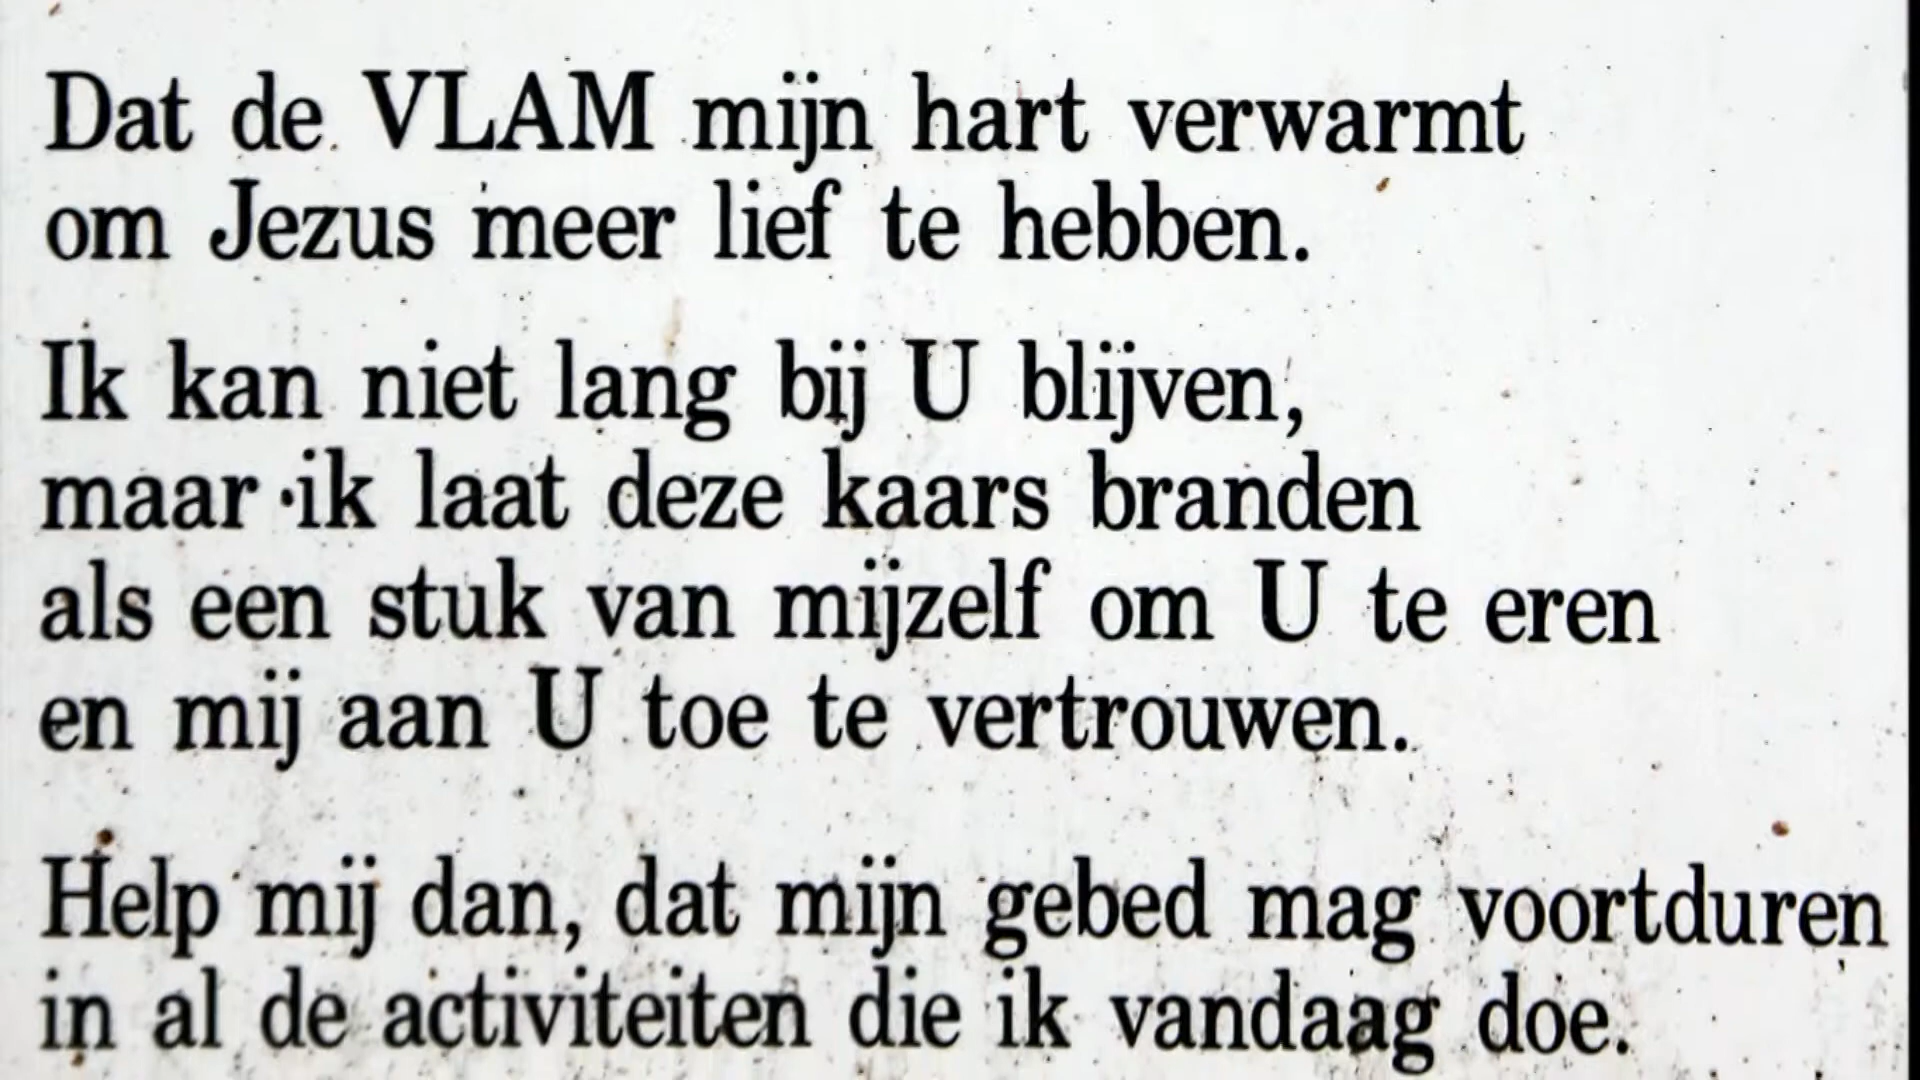 Dat de VLAM mijn hart verwarmt
om Jezus meer lief te hebben.
Ik kan niet lang bij U blijven,
maar ik laat deze kaars branden
als een stuk van mijzelf om U te eren
en mij aan U toe te vertrouwen.
Help mij dan, dat mijn gebed mag voortduren
in al de activiteiten die ik vandaag doe.